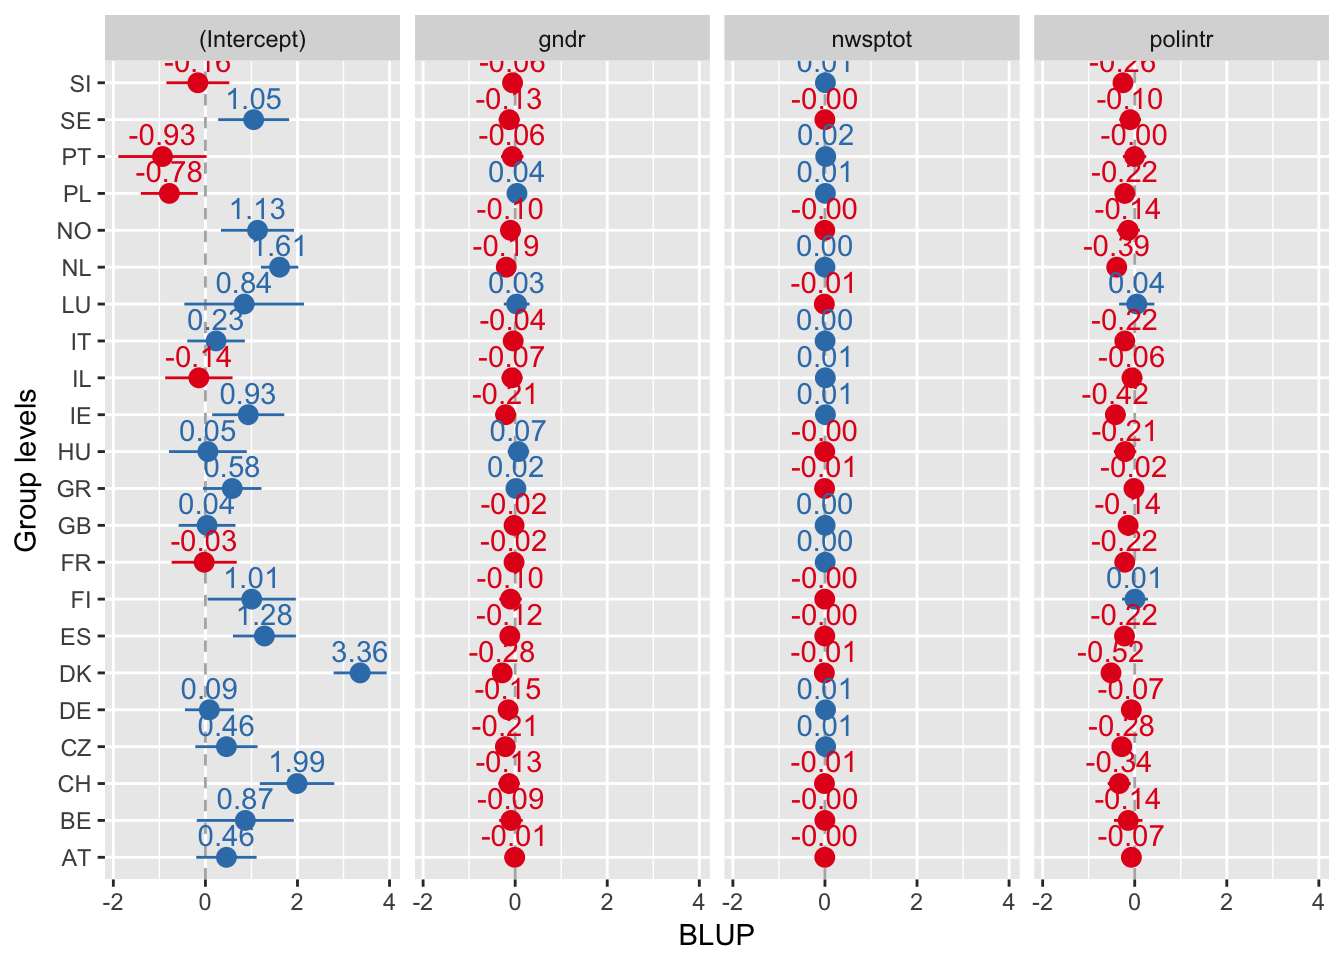 (Intercept) gndr nwsptot polintr
SI -0.16 -0.06 0.01 -0.26
SE 1.05 -0.13 -0.00 -0.10
PT -0.93 -0.06 0.02 -0.00
PL -0.78 0.04 0.01 -0.22
NO 1.13 -0.10 -0.00 -0.14
NL 1.61 -0.19 0.00 -0.39
LU 0.84 0.03 -0.01 0.04
IT 0.23 -0.04 0.00 -0.22
IL -0.14 -0.07 0.01 -0.06
IE 0.93 -0.21 0.01 -0.42
HU 0.05 0.07 -0.00 -0.21
GR 0.58 0.02 -0.01 -0.02
GB 0.04 -0.02 0.00 -0.14
FR -0.03 -0.02 0.00 -0.22
FI 1.01 -0.10 -0.00 0.01
ES 1.28 -0.12 -0.00 -0.22
DK 3.36 -0.28 -0.01 -0.52
DE 0.09 -0.15 0.01 -0.07
CZ 0.46 -0.21 0.01 -0.28
CH 1.99 -0.13 -0.01 -0.34
BE 0.87 -0.09 -0.00 -0.14
AT 0.46 -0.01 -0.00 -0.07
-2 0 2 4 -2 0 2 4 -2 0 2 4 -2 0 2 4
BLUP
Group levels